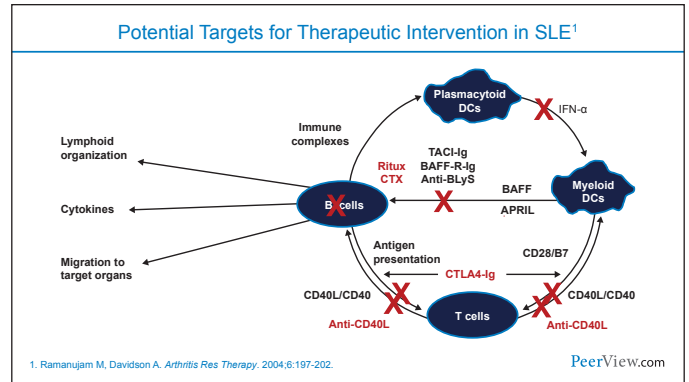 Potential Targets for Therapeutic Intervention in SLE1
Plasmacytoid
DCs
IFN-α
Immune
complexes
Lymphoid
organization
Ritux
CTX
TACI-Ig
BAFF-R-Ig
Anti-BLyS
BAFF
APRIL
Myeloid
DCs
B cells
Cytokines
Migration to
target organs
Antigen
presentation
CD28/B7
CTLA4-Ig
CD40L/CD40
CD40L/CD40
Anti-CD40L
T cells
Anti-CD40L
1. Ramanujam M, Davidson A. Arthritis Res Therapy. 2004;6:197-202.
PeerView.com